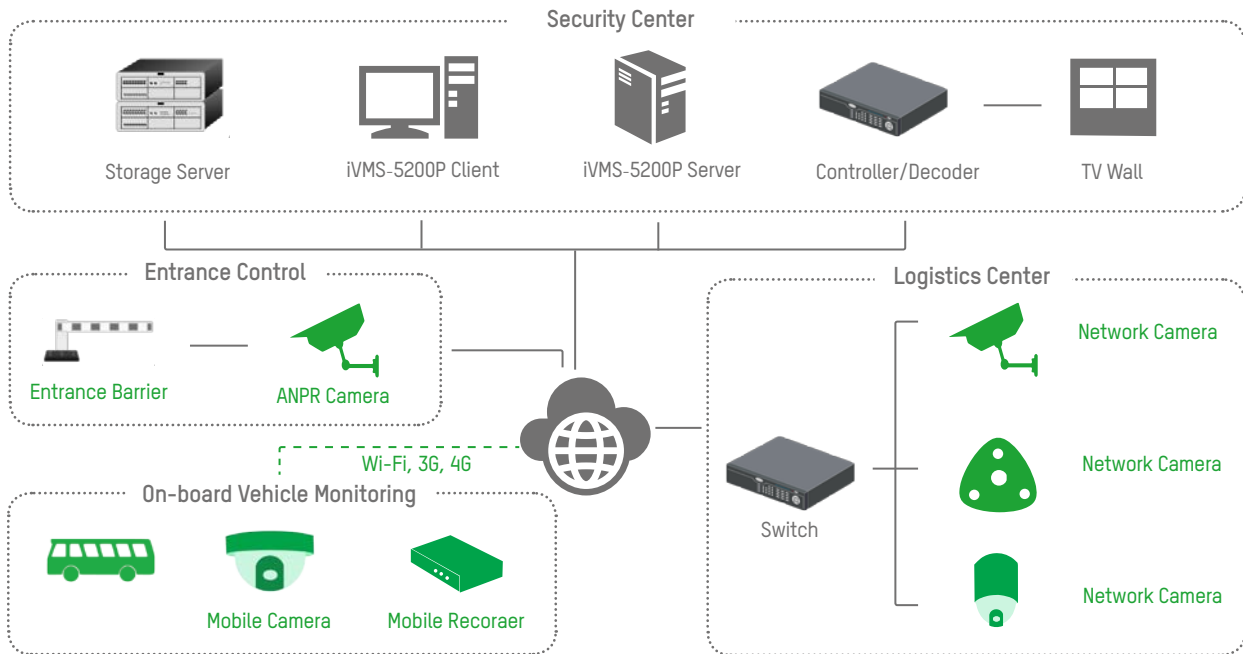 Security Center
Storage Server
iVMS-5200P Client
iVMS-5200P Server
Controller/Decoder
TV Wall
Entrance Control
Entrance Barrier
ANPR Camera
Wi-Fi, 3G, 4G
On-board Vehicle Monitoring
Mobile Camera
Mobile Recoraer
Logistics Center
Switch
Network Camera
Network Camera
Network Camera